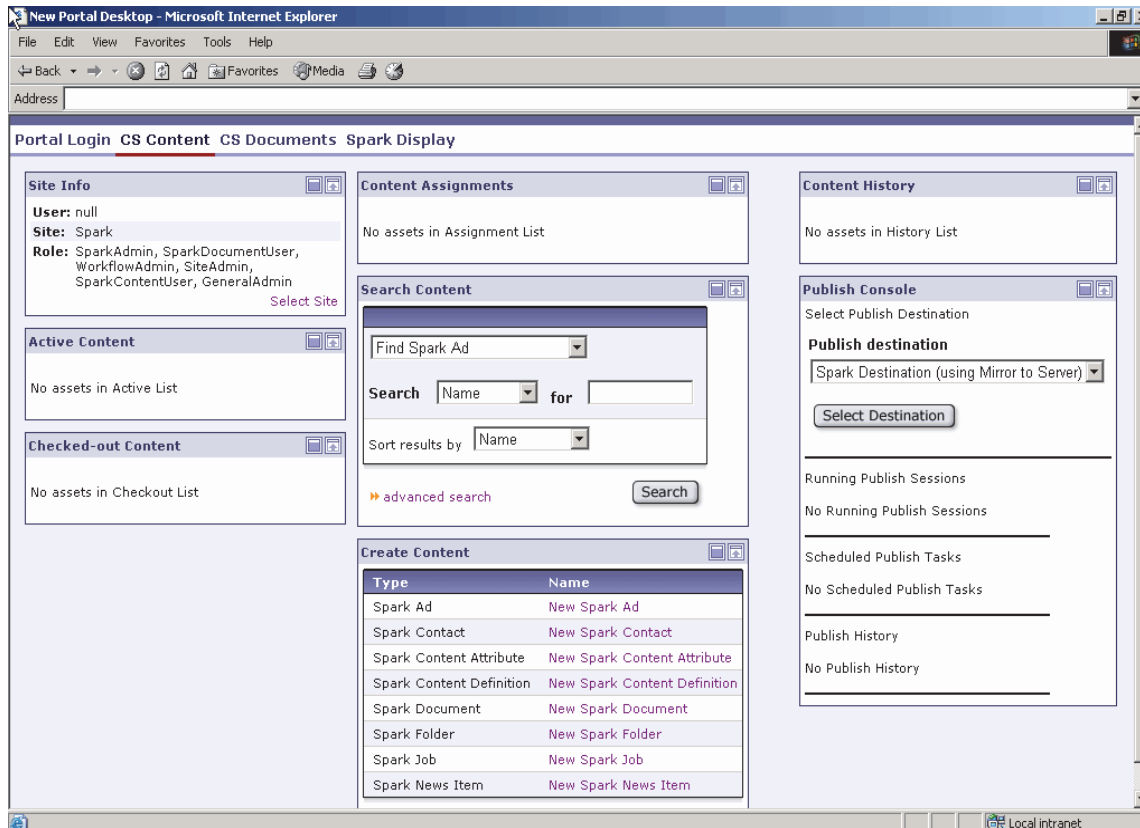 New Portal Desktop - Microsoft Internet Explorer
File Edit View Favorites Tools Help
Back Favorites Media
Address
Portal Login CS Content CS Documents Spark Display
Site Info
User: null
Site: Spark
Role: SparkAdmin, SparkDocumentUser,
WorkflowAdmin, SiteAdmin,
SparkContentUser, GeneralAdmin
Select Site
Active Content
No assets in Active List
Checked-out Content
No assets in Checkout List
Content Assignments
No assets in Assignment List
Search Content
Find Spark Ad
Search Name for
Sort results by Name
advanced search Search
Create Content
Type Name
Spark Ad New Spark Ad
Spark Contact New Spark Contact
Spark Content Attribute New Spark Content Attribute
Spark Content Definition New Spark Content Definition
Spark Document New Spark Document
Spark Folder New Spark Folder
Spark Job New Spark Job
Spark News Item New Spark News Item
Content History
No assets in History List
Publish Console
Select Publish Destination
Publish destination
Spark Destination (using Mirror to Server)
Select Destination
Running Publish Sessions
No Running Publish Sessions
Scheduled Publish Tasks
No Scheduled Publish Tasks
Publish History
No Publish History
Local intranet